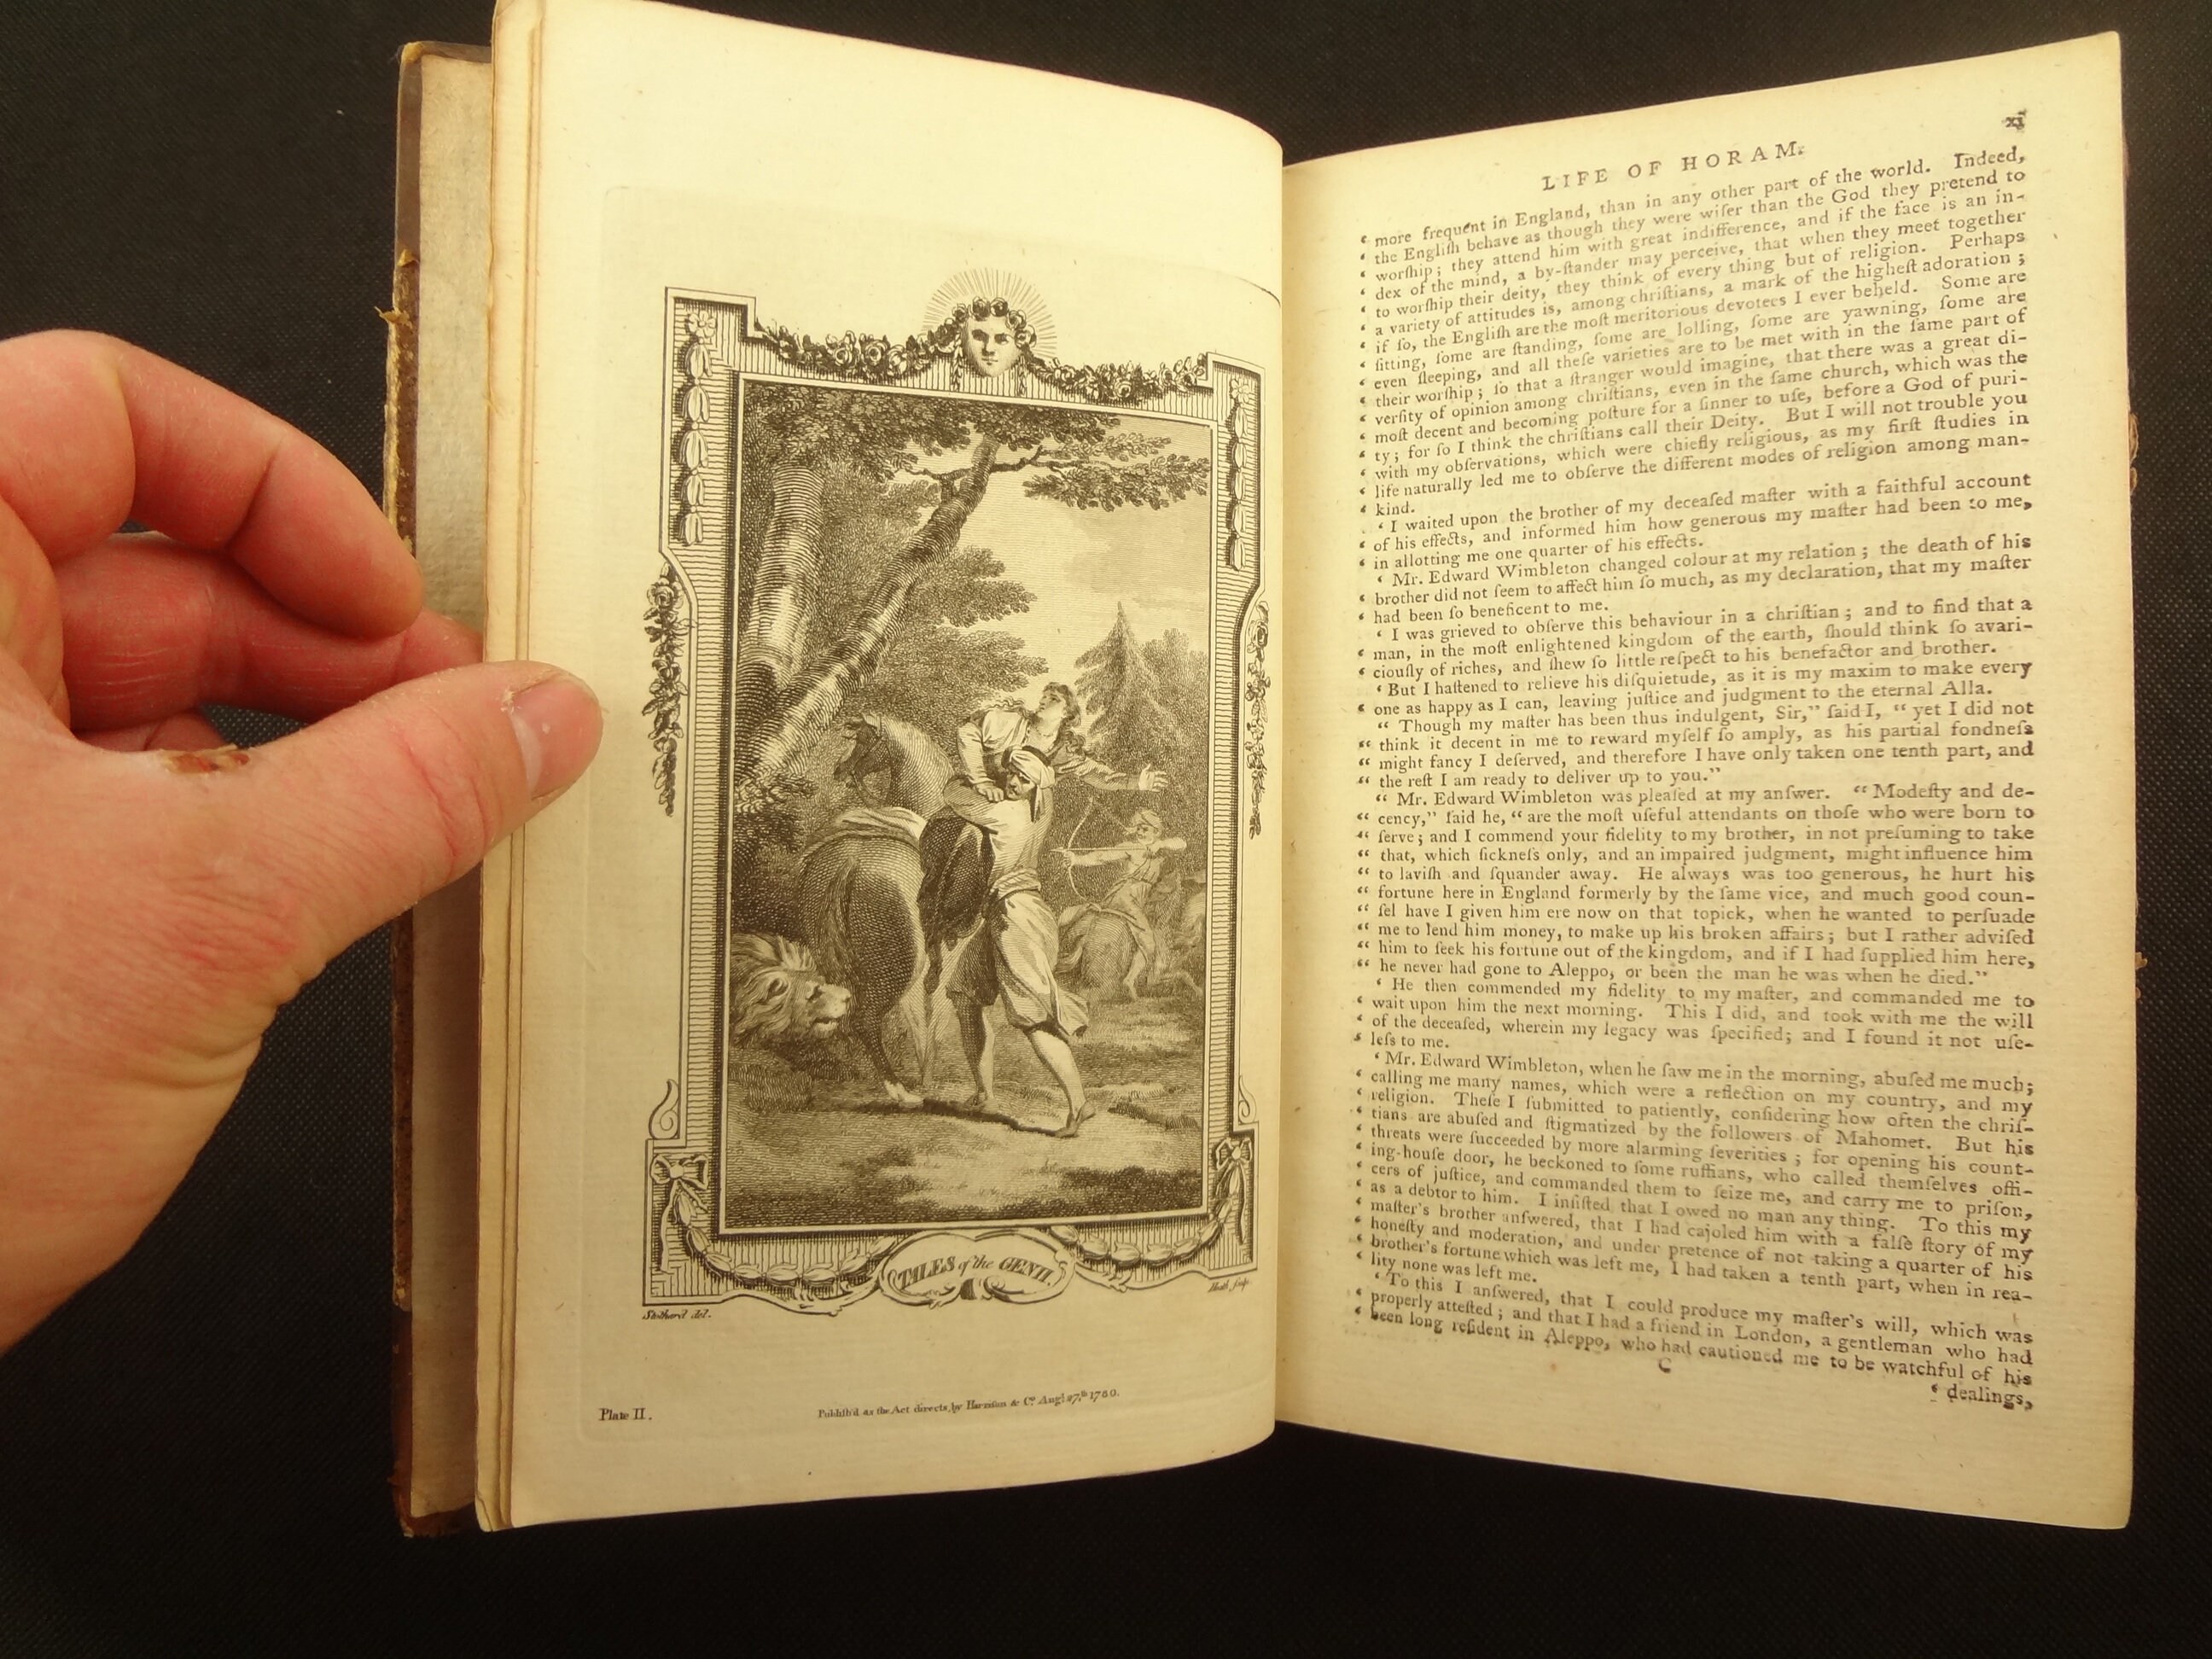 TALES of the GENII.
Stothard del.
Heath sculp.
Plate II.
Publish'd as the Act directs, by Harrison & Co. Augt. 27th. 1780.
xi
LIFE OF HORAM.
‘ more frequent in England, than in any other part of the world. Indeed,
‘ the Engliſh behave as though they were wiſer than the God they pretend to
‘ worſhip; they attend him with great indifference, and if the face is an in-
‘ dex of the mind, a by-ſtander may perceive, that when they meet together
‘ to worſhip their deity, they think of every thing but of religion. Perhaps
‘ a variety of attitudes is, among chriſtians, a mark of the higheſt adoration;
‘ if ſo, the Engliſh are the moſt meritorious devotees I ever beheld. Some are
‘ ſitting, ſome are ſtanding, ſome are lolling, ſome are yawning, ſome are
‘ even ſleeping, and all theſe varieties are to be met with in the ſame part of
‘ their worſhip; ſo that a ſtranger would imagine, that there was a great di-
‘ verſity of opinion among chriſtians, even in the ſame church, which was the
‘ moſt decent and becoming poſture for a ſinner to uſe, before a God of puri-
‘ ty; for ſo I think the chriſtians call their Deity. But I will not trouble you
‘ with my obſervations, which were chiefly religious, as my firſt ſtudies in
‘ life naturally led me to obſerve the different modes of religion among man-
‘ kind.
‘ I waited upon the brother of my deceaſed maſter with a faithful account
‘ of his effects, and informed him how generous my maſter had been to me,
‘ in allotting me one quarter of his effects.
‘ Mr. Edward Wimbleton changed colour at my relation; the death of his
‘ brother did not ſeem to affect him ſo much, as my declaration, that my maſter
‘ had been ſo beneficent to me.
‘ I was grieved to obſerve this behaviour in a chriſtian; and to find that a
‘ man, in the moſt enlightened kingdom of the earth, ſhould think ſo avari-
‘ ciouſly of riches, and ſhew ſo little reſpect to his benefactor and brother.
‘ But I haſtened to relieve his diſquietude, as it is my maxim to make every
‘ one as happy as I can, leaving juſtice and judgment to the eternal Alla.
“ Though my maſter has been thus indulgent, Sir,” ſaid I, “ yet I did not
“ think it decent in me to reward myſelf ſo amply, as his partial fondneſs
“ might fancy I deſerved, and therefore I have only taken one tenth part, and
“ the reſt I am ready to deliver up to you.”
“ Mr. Edward Wimbleton was pleaſed at my anſwer. “ Modeſty and de-
“ cency,” ſaid he, “ are the moſt uſeful attendants on thoſe who were born to
“ ſerve; and I commend your fidelity to my brother, in not preſuming to take
“ that, which ſickneſs only, and an impaired judgment, might influence him
“ to laviſh and ſquander away. He always was too generous, he hurt his
“ fortune here in England formerly by the ſame vice, and much good coun-
“ ſel have I given him ere now on that topick, when he wanted to perſuade
“ me to lend him money, to make up his broken affairs; but I rather adviſed
“ him to ſeek his fortune out of the kingdom, and if I had ſupplied him here,
“ he never had gone to Aleppo, or been the man he was when he died.”
‘ He then commended my fidelity to my maſter, and commanded me to
‘ wait upon him the next morning. This I did, and took with me the will
‘ of the deceaſed, wherein my legacy was ſpecified; and I found it not uſe-
‘ leſs to me.
‘ Mr. Edward Wimbleton, when he ſaw me in the morning, abuſed me much;
‘ calling me many names, which were a reflection on my country, and my
‘ religion. Theſe I ſubmitted to patiently, conſidering how often the chriſ-
‘ tians are abuſed and ſtigmatized by the followers of Mahomet. But his
‘ threats were ſucceeded by more alarming ſeverities; for opening his count-
‘ ing-houſe door, he beckoned to ſome ruffians, who called themſelves offi-
‘ cers of juſtice, and commanded them to ſeize me, and carry me to priſon,
‘ as a debtor to him. I inſiſted that I owed no man any thing. To this my
‘ maſter's brother anſwered, that I had cajoled him with a falſe ſtory of my
‘ honeſty and moderation, and under pretence of not taking a quarter of his
‘ brother's fortune which was left me, I had taken a tenth part, when in rea-
‘ lity none was left me.
‘ To this I anſwered, that I could produce my maſter's will, which was
‘ properly atteſted; and that I had a friend in London, a gentleman who had
‘ been long reſident in Aleppo, who had cautioned me to be watchful of his
C
‘ dealings,